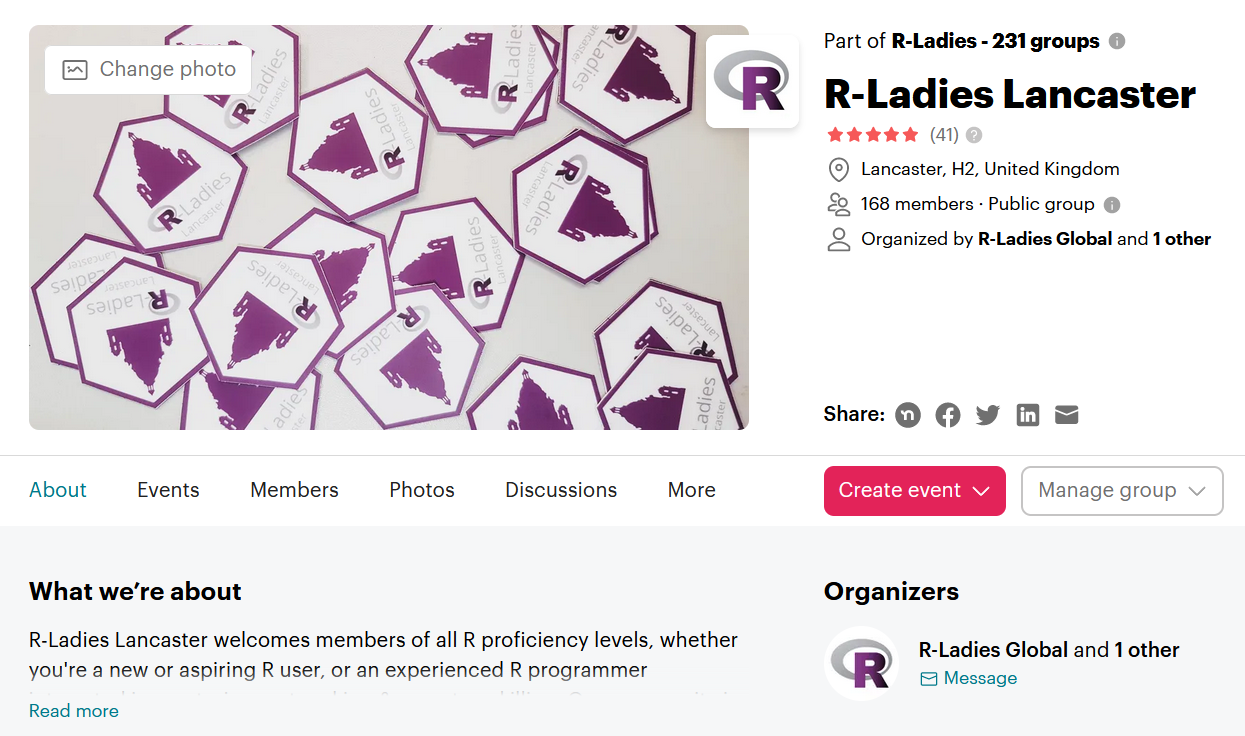 Change photo
R-Ladies
Lancaster
R
Part of R-Ladies - 231 groups
R-Ladies Lancaster
(41)
Lancaster, H2, United Kingdom
168 members · Public group
Organized by R-Ladies Global and 1 other
Share:
About Events Members Photos Discussions More
Create event
Manage group
What we’re about
R-Ladies Lancaster welcomes members of all R proficiency levels, whether
you're a new or aspiring R user, or an experienced R programmer
Read more
Organizers
R
R-Ladies Global and 1 other
Message